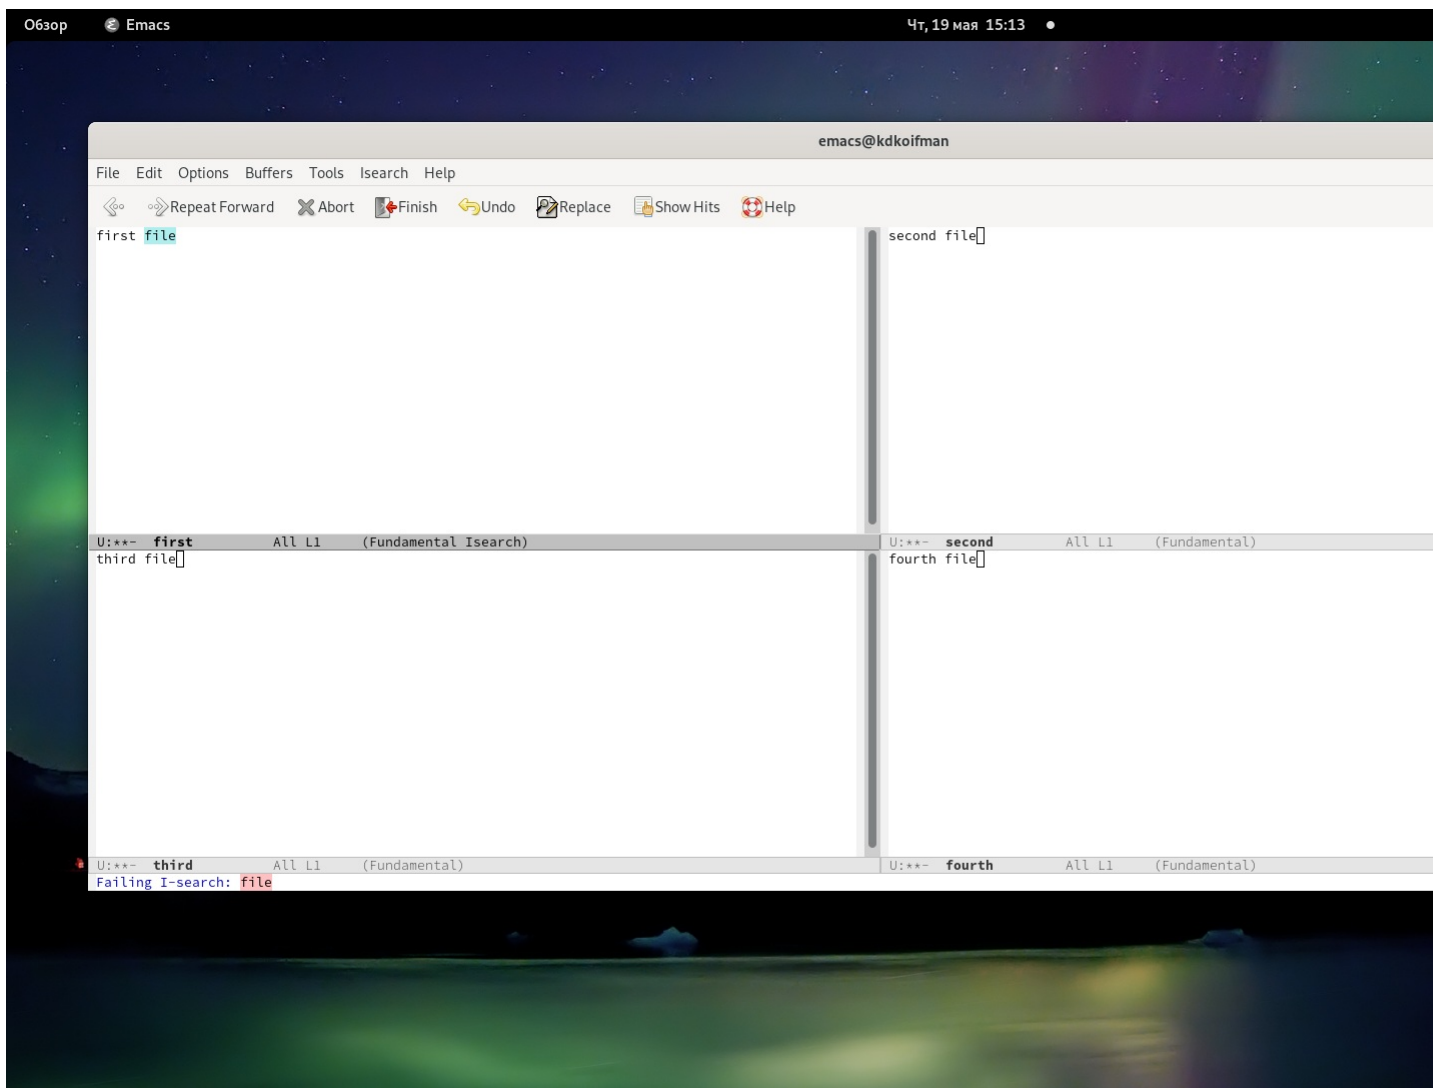 Обзор Emacs Чт, 19 мая 15:13
emacs@kdkoifman
File Edit Options Buffers Tools Isearch Help
Repeat Forward Abort Finish Undo Replace Show Hits Help
first file
second file
U:**- first All L1 (Fundamental Isearch)
U:**- second All L1 (Fundamental)
third file
fourth file
U:**- third All L1 (Fundamental)
U:**- fourth All L1 (Fundamental)
Failing I-search: file